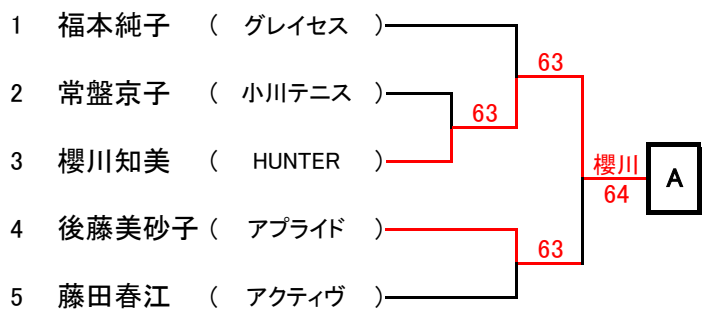 1 福本純子 ( グレイセス )
63
2 常盤京子 ( 小川テニス )
63
3 櫻川知美 ( HUNTER )
櫻川
A
64
4 後藤美砂子 ( アプライド )
63
5 藤田春江 ( アクティヴ )